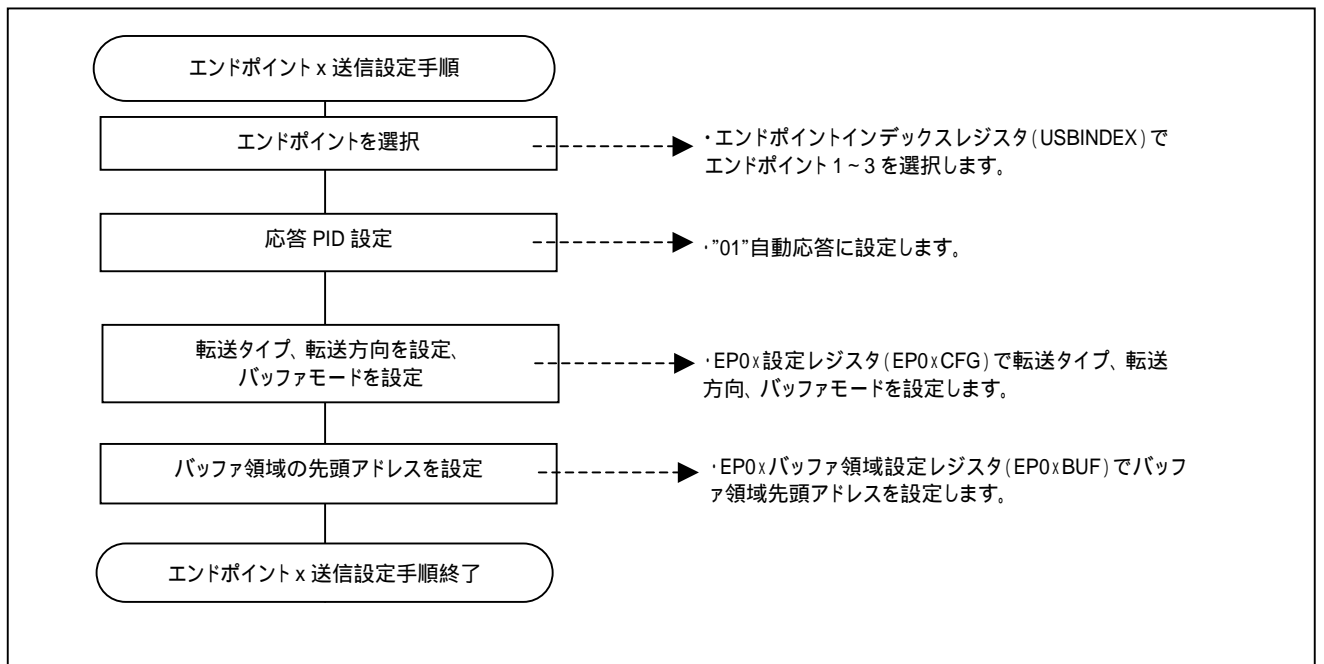 エンドポイント x 送信設定手順
エンドポイントを選択
・エンドポイントインデックスレジスタ(USBINDEX)で
エンドポイント 1～3 を選択します。
応答 PID 設定
・”01”自動応答に設定します。
転送タイプ、転送方向を設定、
バッファモードを設定
・EP0x設定レジスタ(EP0xCFG)で転送タイプ、転送
方向、バッファモードを設定します。
バッファ領域の先頭アドレスを設定
・EP0xバッファ領域設定レジスタ(EP0xBUF)でバッフ
ァ領域先頭アドレスを設定します。
エンドポイント x 送信設定手順終了